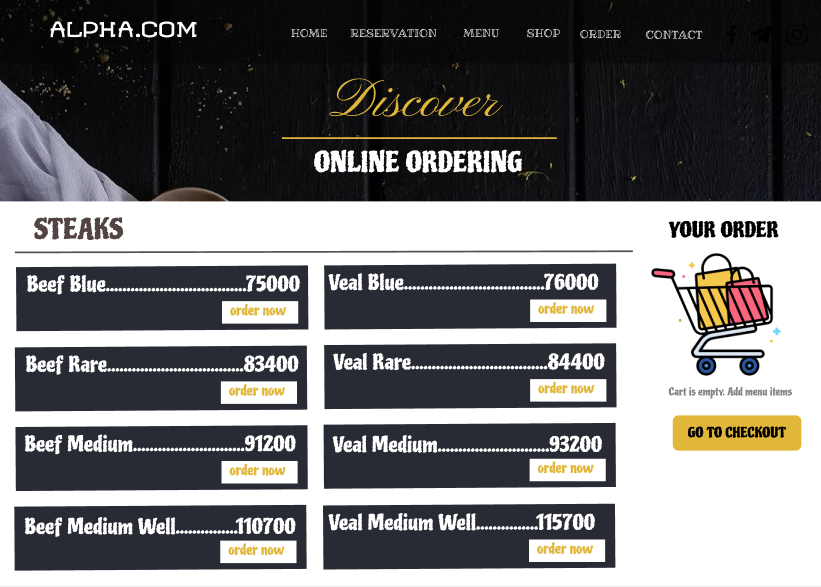 ALPHA.COM
HOME RESERVATION MENU SHOP ORDER CONTACT
Discover
ONLINE ORDERING
STEAKS
Beef Blue..................................75000
order now
Veal Blue..................................76000
order now
Beef Rare.................................83400
order now
Veal Rare.................................84400
order now
Beef Medium...........................91200
order now
Veal Medium...........................93200
order now
Beef Medium Well...............110700
order now
Veal Medium Well...............115700
order now
YOUR ORDER
Cart is empty. Add menu items
GO TO CHECKOUT